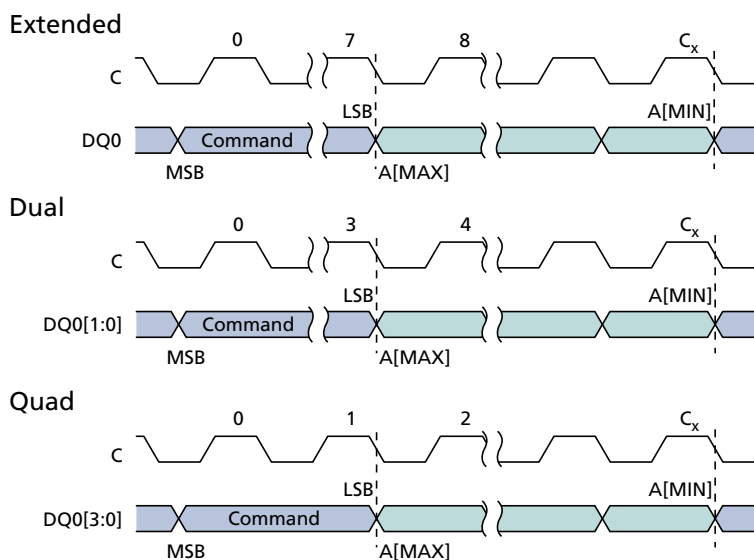 Extended
0 7 8 Cx
C
LSB A[MIN]
DQ0 Command
MSB A[MAX]
Dual
0 3 4 Cx
C
LSB A[MIN]
DQ0[1:0] Command
MSB A[MAX]
Quad
0 1 2 Cx
C
LSB A[MIN]
DQ0[3:0] Command
MSB A[MAX]